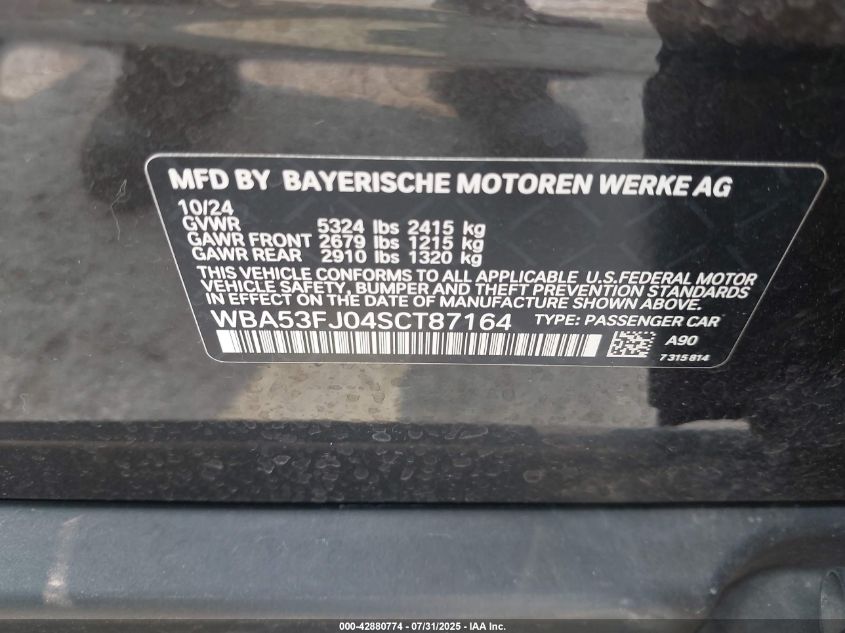 MFD BY BAYERISCHE MOTOREN WERKE AG
10/24
GVWR 5324 lbs 2415 kg
GAWR FRONT 2679 lbs 1215 kg
GAWR REAR 2910 lbs 1320 kg
THIS VEHICLE CONFORMS TO ALL APPLICABLE U.S.FEDERAL MOTOR
VEHICLE SAFETY, BUMPER AND THEFT PREVENTION STANDARDS
IN EFFECT ON THE DATE OF MANUFACTURE SHOWN ABOVE.
WBA53FJ04SCT87164 TYPE: PASSENGER CAR
A90
7315814
000-42880774 - 07/31/2025 - IAA Inc.